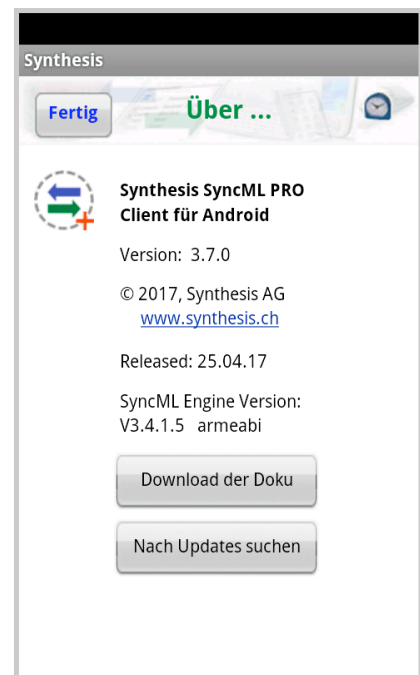 Synthesis
Fertig
Über ...
Synthesis SyncML PRO
Client für Android
Version: 3.7.0
© 2017, Synthesis AG
www.synthesis.ch
Released: 25.04.17
SyncML Engine Version:
V3.4.1.5 armeabi
Download der Doku
Nach Updates suchen